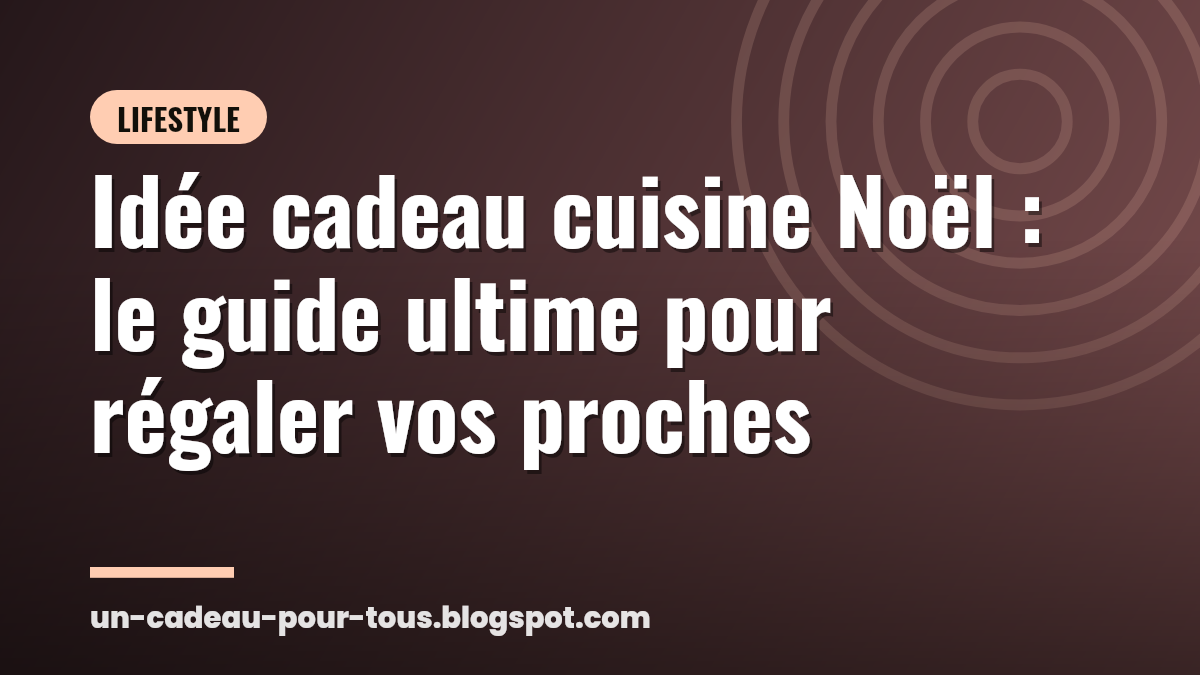 LIFESTYLE
Idée cadeau cuisine Noël :
le guide ultime pour
régaler vos proches
un-cadeau-pour-tous.blogspot.com